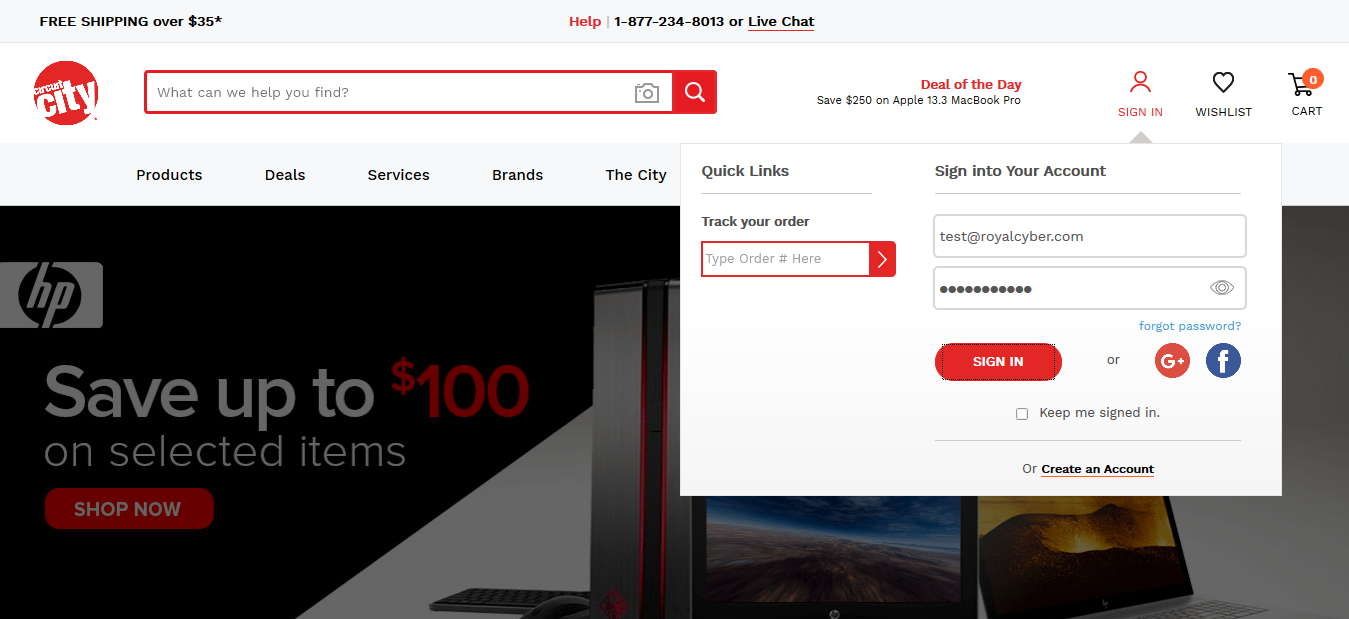 FREE SHIPPING over $35*
Help | 1-877-234-8013 or Live Chat
circuit city
What can we help you find?
Deal of the Day
Save $250 on Apple 13.3 MacBook Pro
SIGN IN
WISHLIST
0
CART
Products
Deals
Services
Brands
The City
Quick Links
Track your order
Type Order # Here
Sign into Your Account
test@royalcyber.com
●●●●●●●●●●●
forgot password?
SIGN IN
or
G+
f
Keep me signed in.
Or Create an Account
hp
Save up to $100
on selected items
SHOP NOW
hp